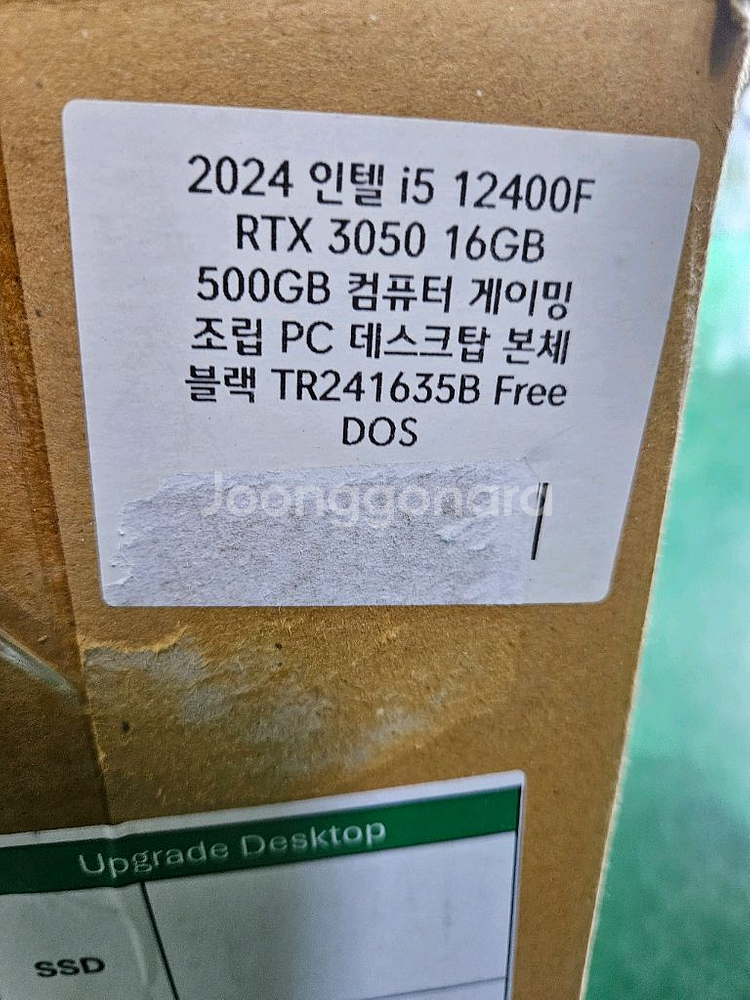 2024 인텔 i5 12400F
RTX 3050 16GB
500GB 컴퓨터 게이밍
조립 PC 데스크탑 본체
블랙 TR241635B Free
DOS
Joonggonara
Upgrade Desktop
SSD